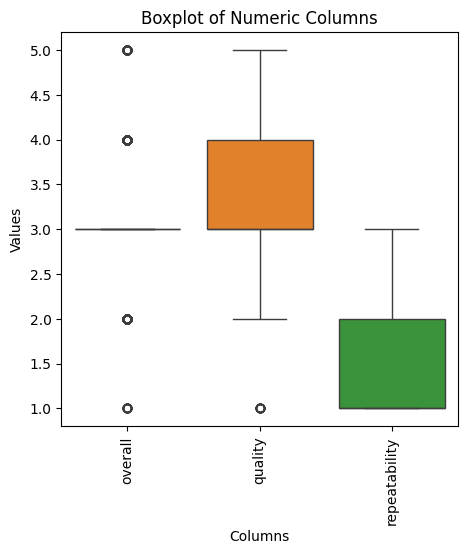 Boxplot of Numeric Columns
Values
5.0
4.5
4.0
3.5
3.0
2.5
2.0
1.5
1.0
overall
quality
repeatability
Columns